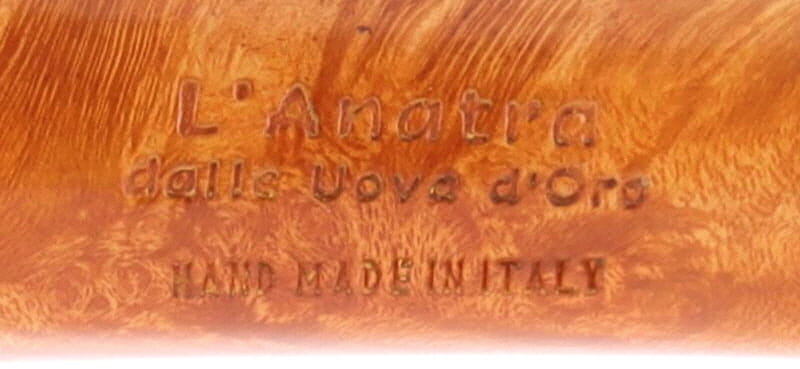 L'Anatra
dalle Uova d'Oro
HAND MADE IN ITALY